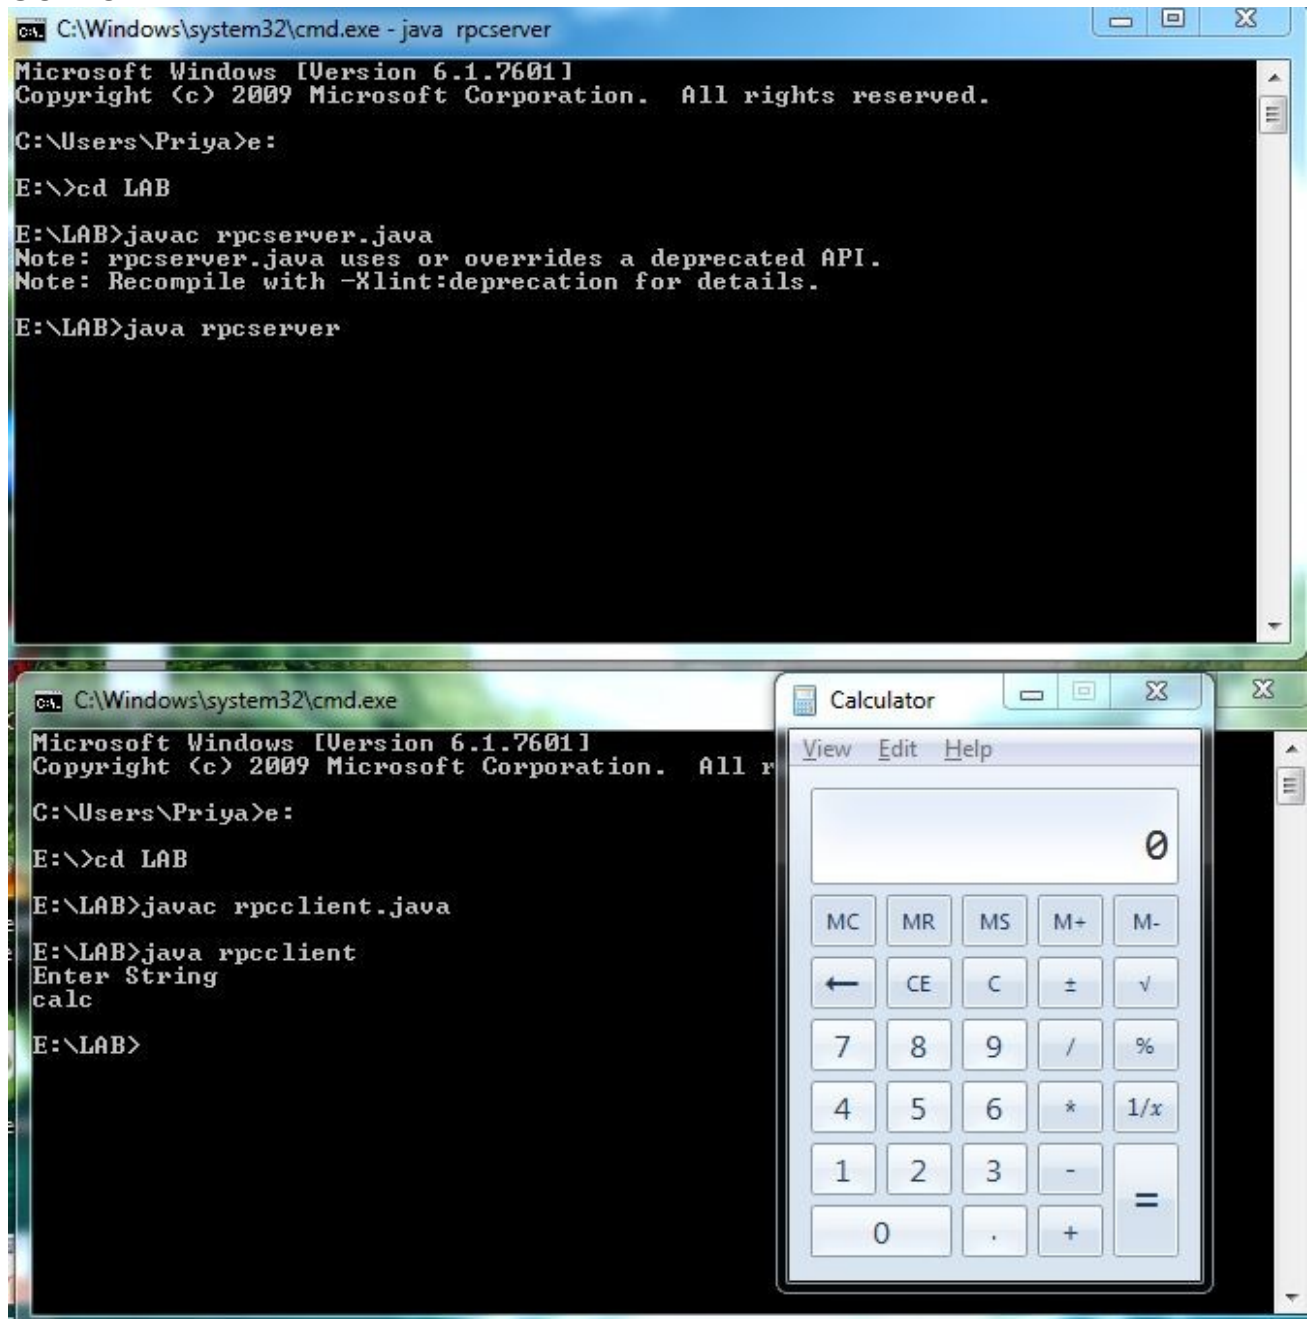 C:\Windows\system32\cmd.exe - java rpcserver
Microsoft Windows [Version 6.1.7601]
Copyright (c) 2009 Microsoft Corporation. All rights reserved.
C:\Users\Priya>e:
E:\>cd LAB
E:\LAB>javac rpcserver.java
Note: rpcserver.java uses or overrides a deprecated API.
Note: Recompile with -Xlint:deprecation for details.
E:\LAB>java rpcserver
C:\Windows\system32\cmd.exe
Microsoft Windows [Version 6.1.7601]
Copyright (c) 2009 Microsoft Corporation. All r
C:\Users\Priya>e:
E:\>cd LAB
E:\LAB>javac rpcclient.java
E:\LAB>java rpcclient
Enter String
calc
E:\LAB>
Calculator
View Edit Help
0
MC MR MS M+ M-
← CE C ± √
7 8 9 / %
4 5 6 * 1/x
1 2 3 - =
0 . +